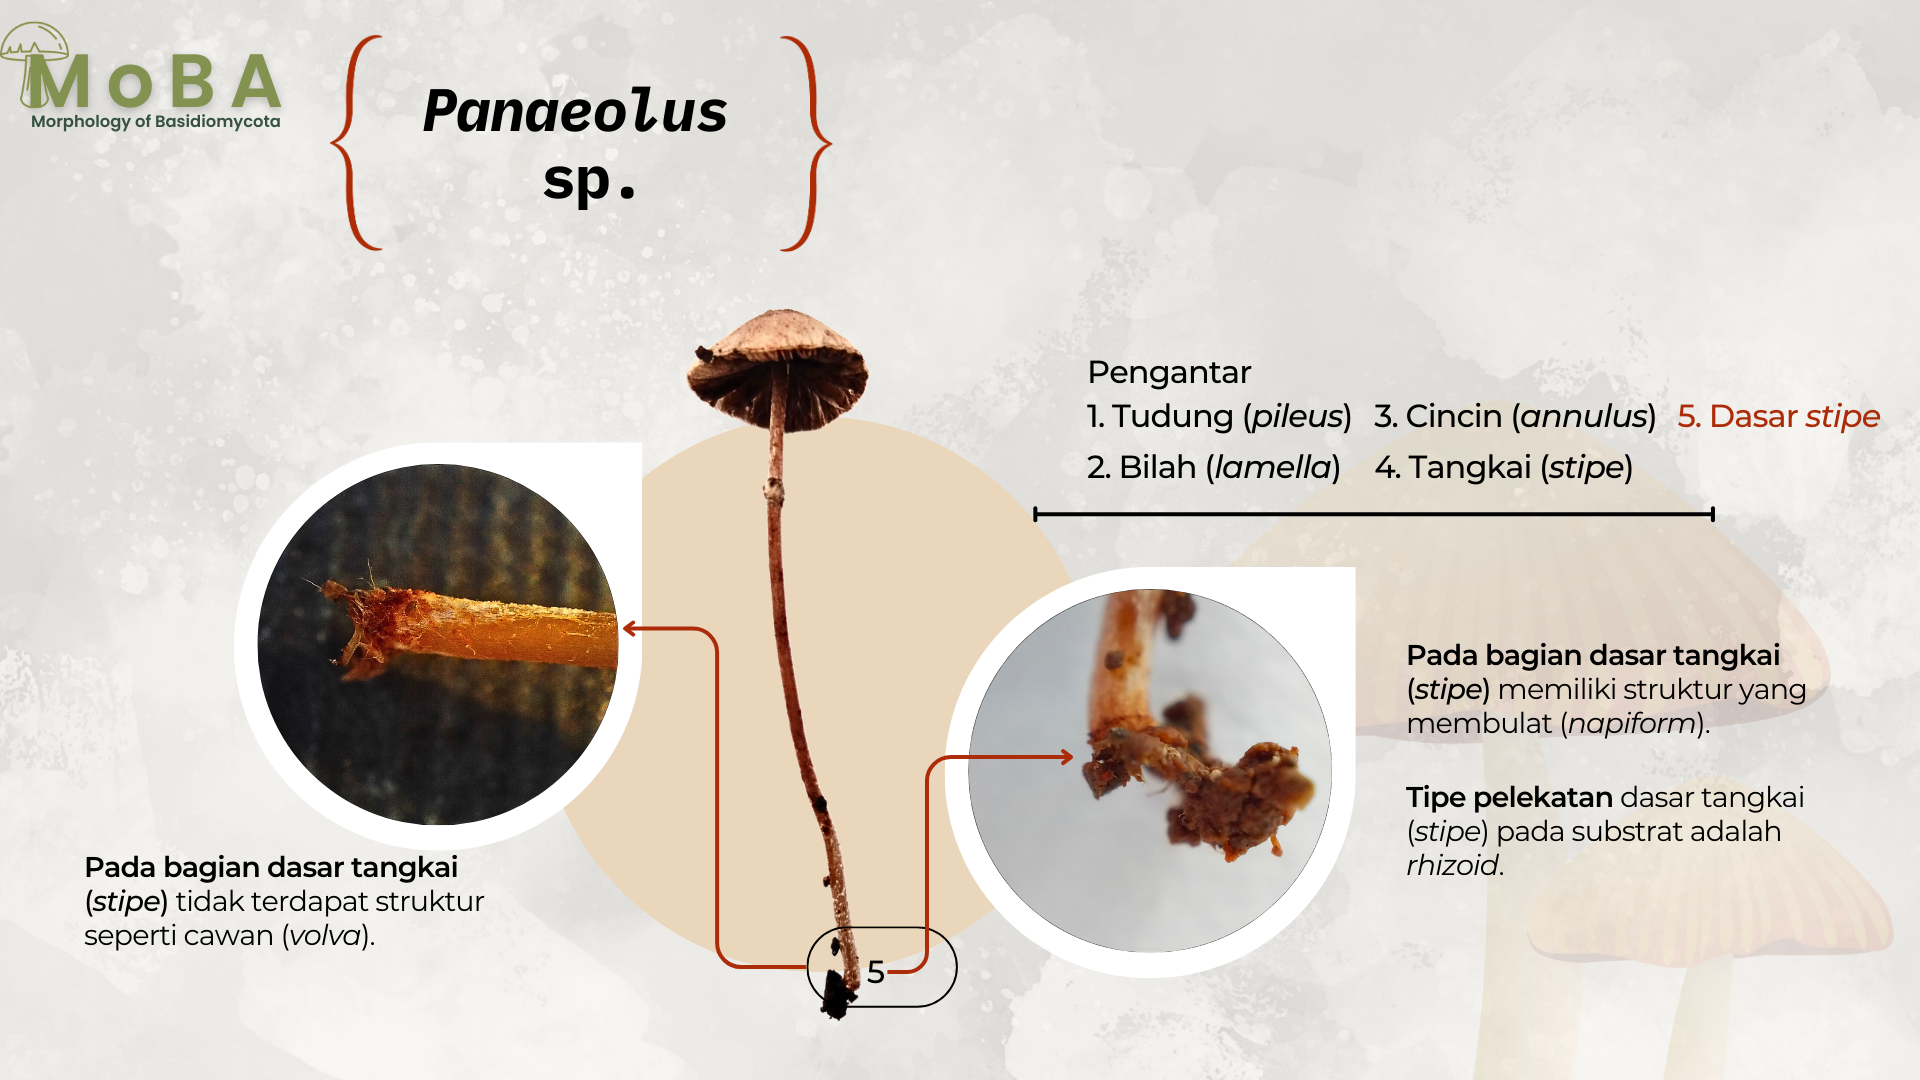 MoBA
Morphology of Basidiomycota
Panaeolus
sp.
Pengantar
1. Tudung (pileus) 3. Cincin (annulus) 5. Dasar stipe
2. Bilah (lamella) 4. Tangkai (stipe)
Pada bagian dasar tangkai
(stipe) memiliki struktur yang
membulat (napiform).
Tipe pelekatan dasar tangkai
(stipe) pada substrat adalah
rhizoid.
Pada bagian dasar tangkai
(stipe) tidak terdapat struktur
seperti cawan (volva).
5